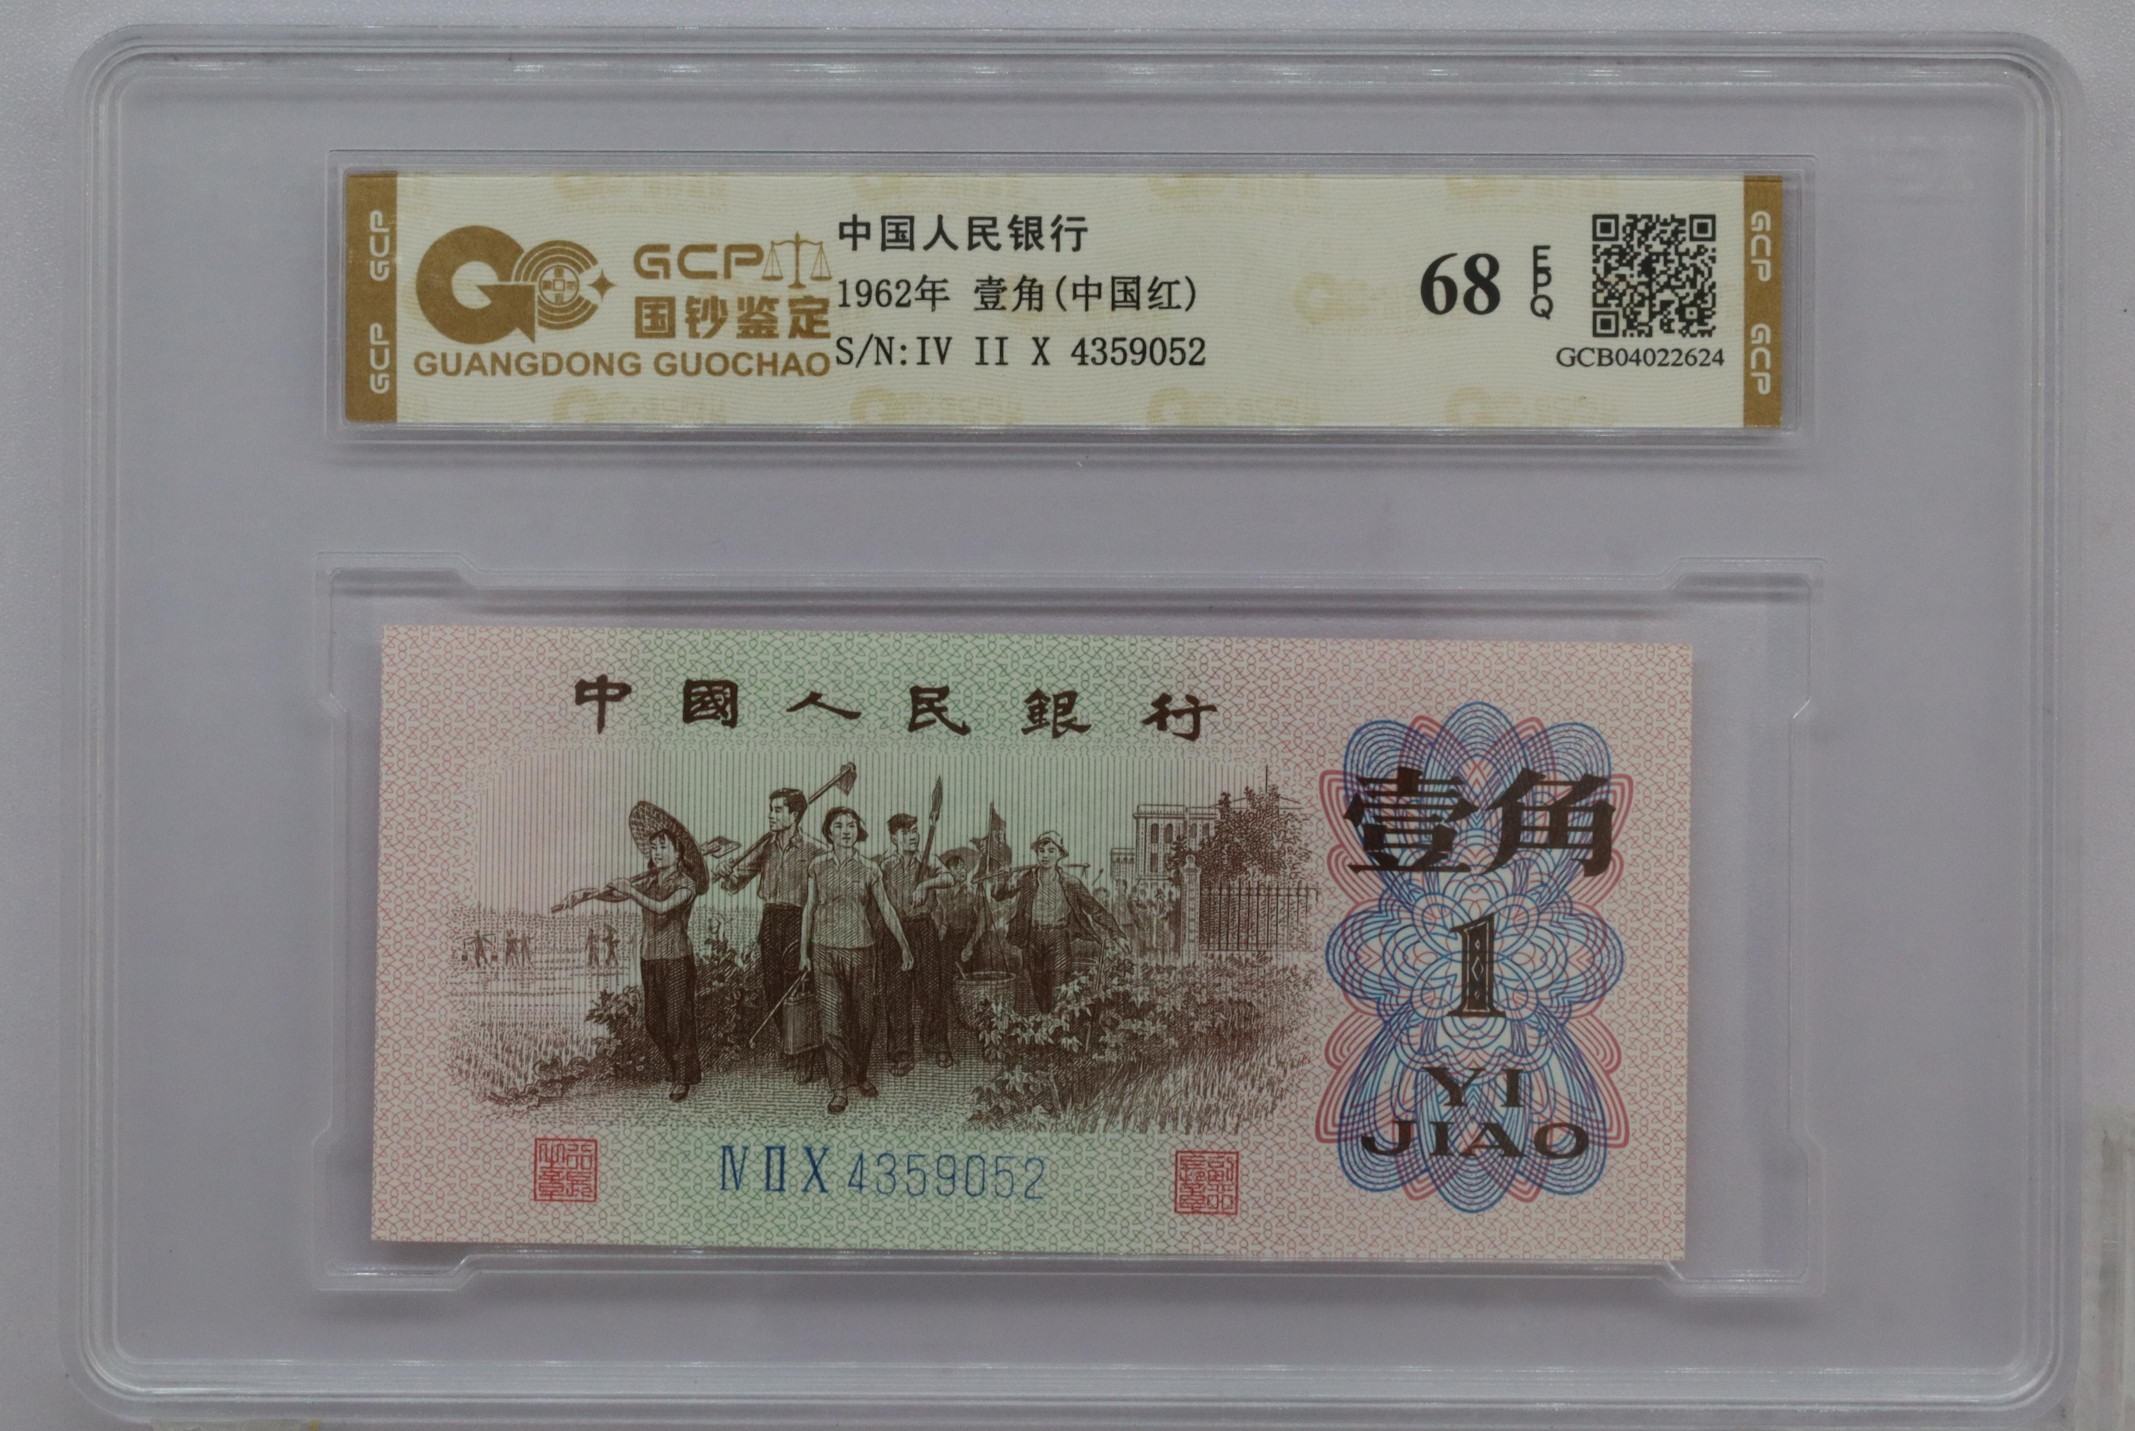 GCP
GCP
GCP
国钞鉴定
GUANGDONG GUOCHAO
中国人民银行
1962年 壹角(中国红)
S/N:IV II X 4359052
68
EPQ
GCB04022624
GCP
GCP
中國人民銀行
壹角
1
YI
JIAO
ⅣⅡⅩ4359052